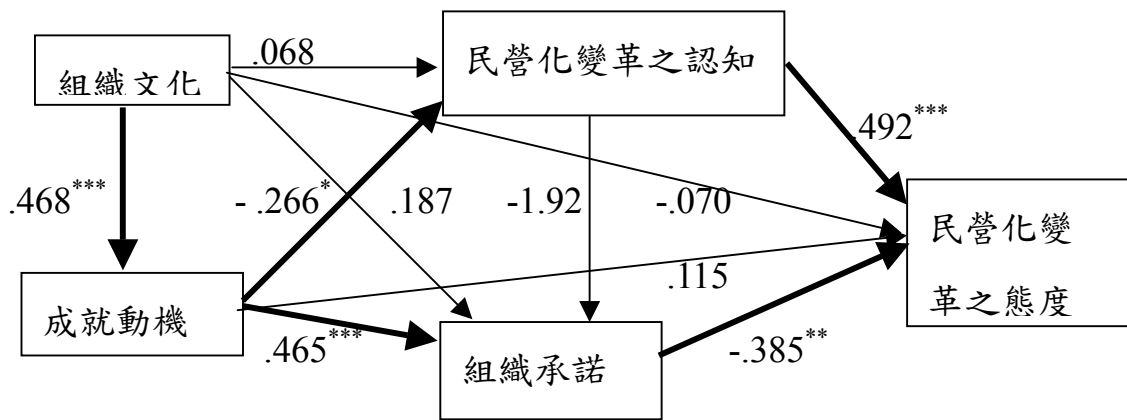 .068
組織文化
民營化變革之認知
.492***
.468***
- .266*
.187
-1.92
-.070
民營化變
革之態度
.115
成就動機
.465***
組織承諾
-.385**